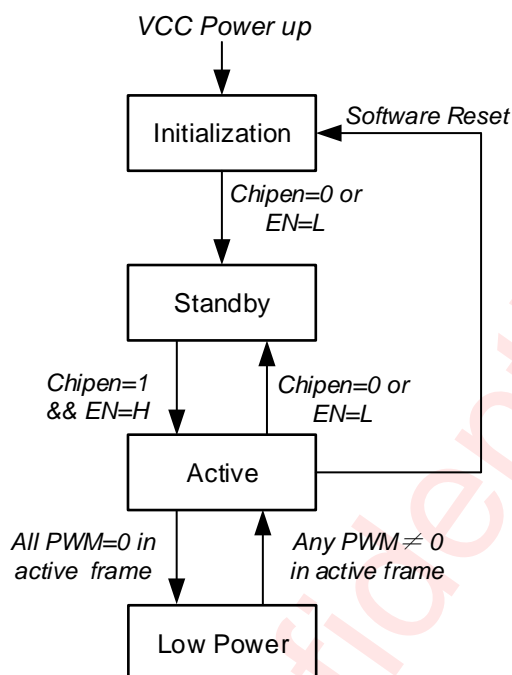 VCC Power up
Initialization
Software Reset
Chipen=0 or
EN=L
Standby
Chipen=1
&& EN=H
Chipen=0 or
EN=L
Active
All PWM=0 in
active frame
Any PWM≠0
in active frame
Low Power
fidenti